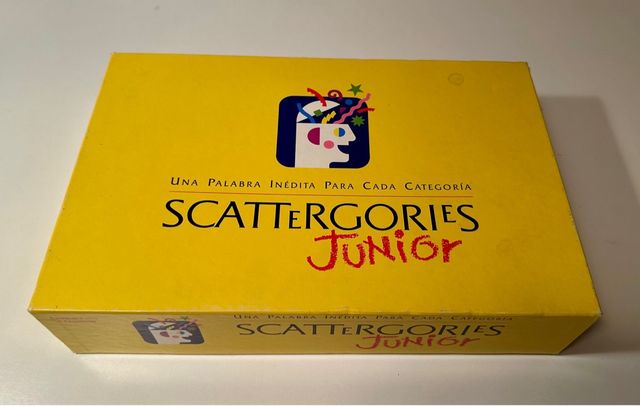 UNA PALABRA INÉDITA PARA CADA CATEGORÍA
SCATTERGORIES
JUNIOR
UNA PALABRA INÉDITA PARA CADA CATEGORÍA
SCATTERGORIES
JUNIOR